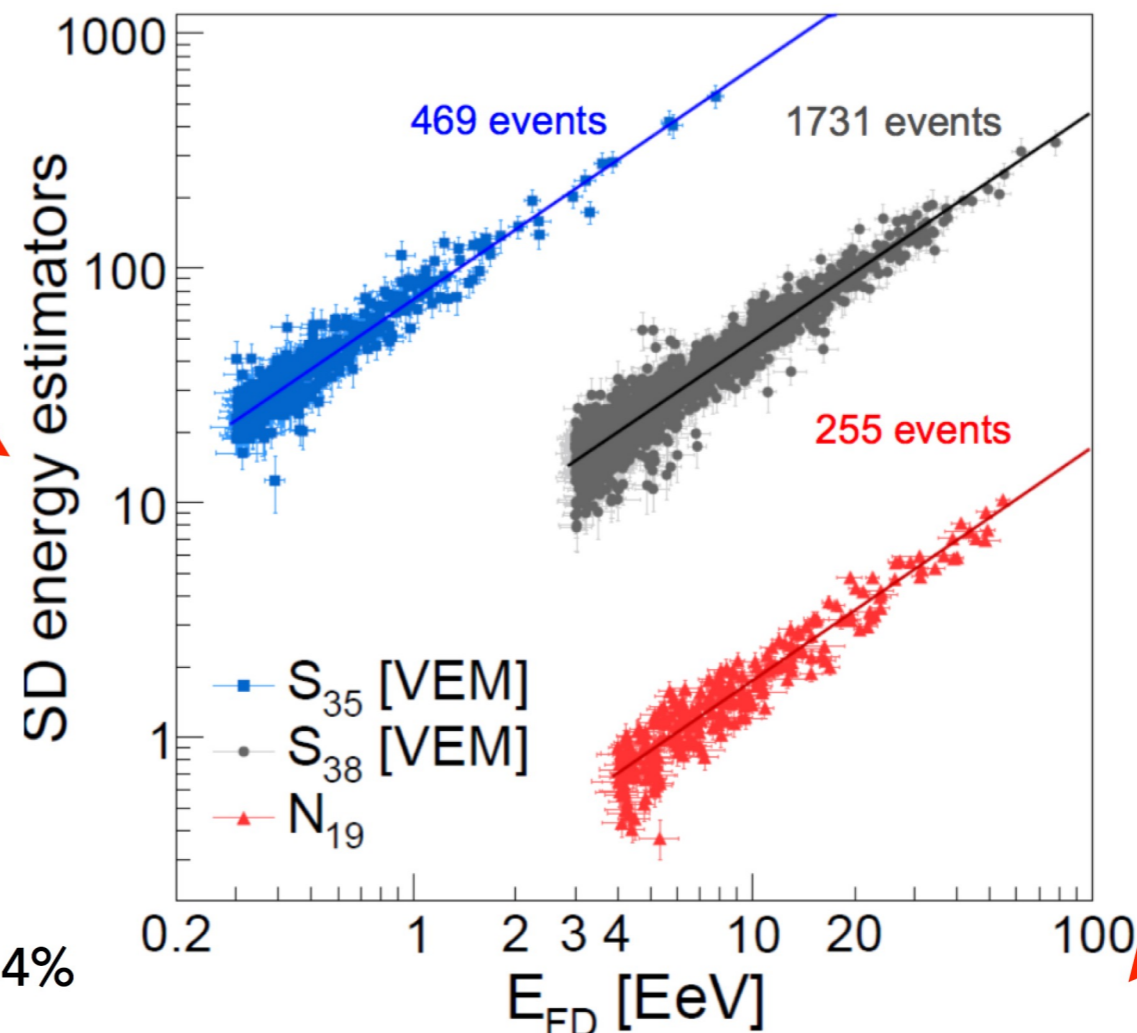 1000
469 events
1731 events
100
255 events
10
1
SD energy estimators
S₃₅ [VEM]
S₃₈ [VEM]
N₁₉
0.2 1 2 3 4 10 20 100
4%
E_FD [EeV]